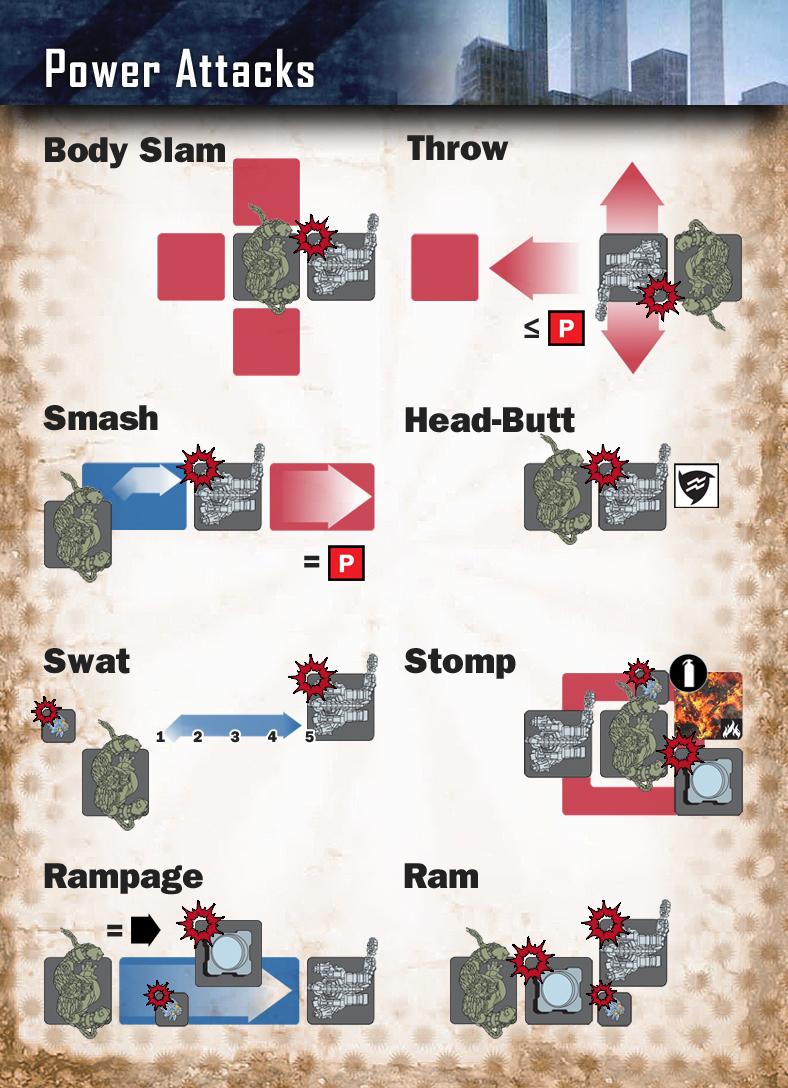 Power Attacks
Body Slam
Throw
≤ P
Smash
Head-Butt
= P
Swat
Stomp
1 2 3 4 5
Rampage
Ram
=